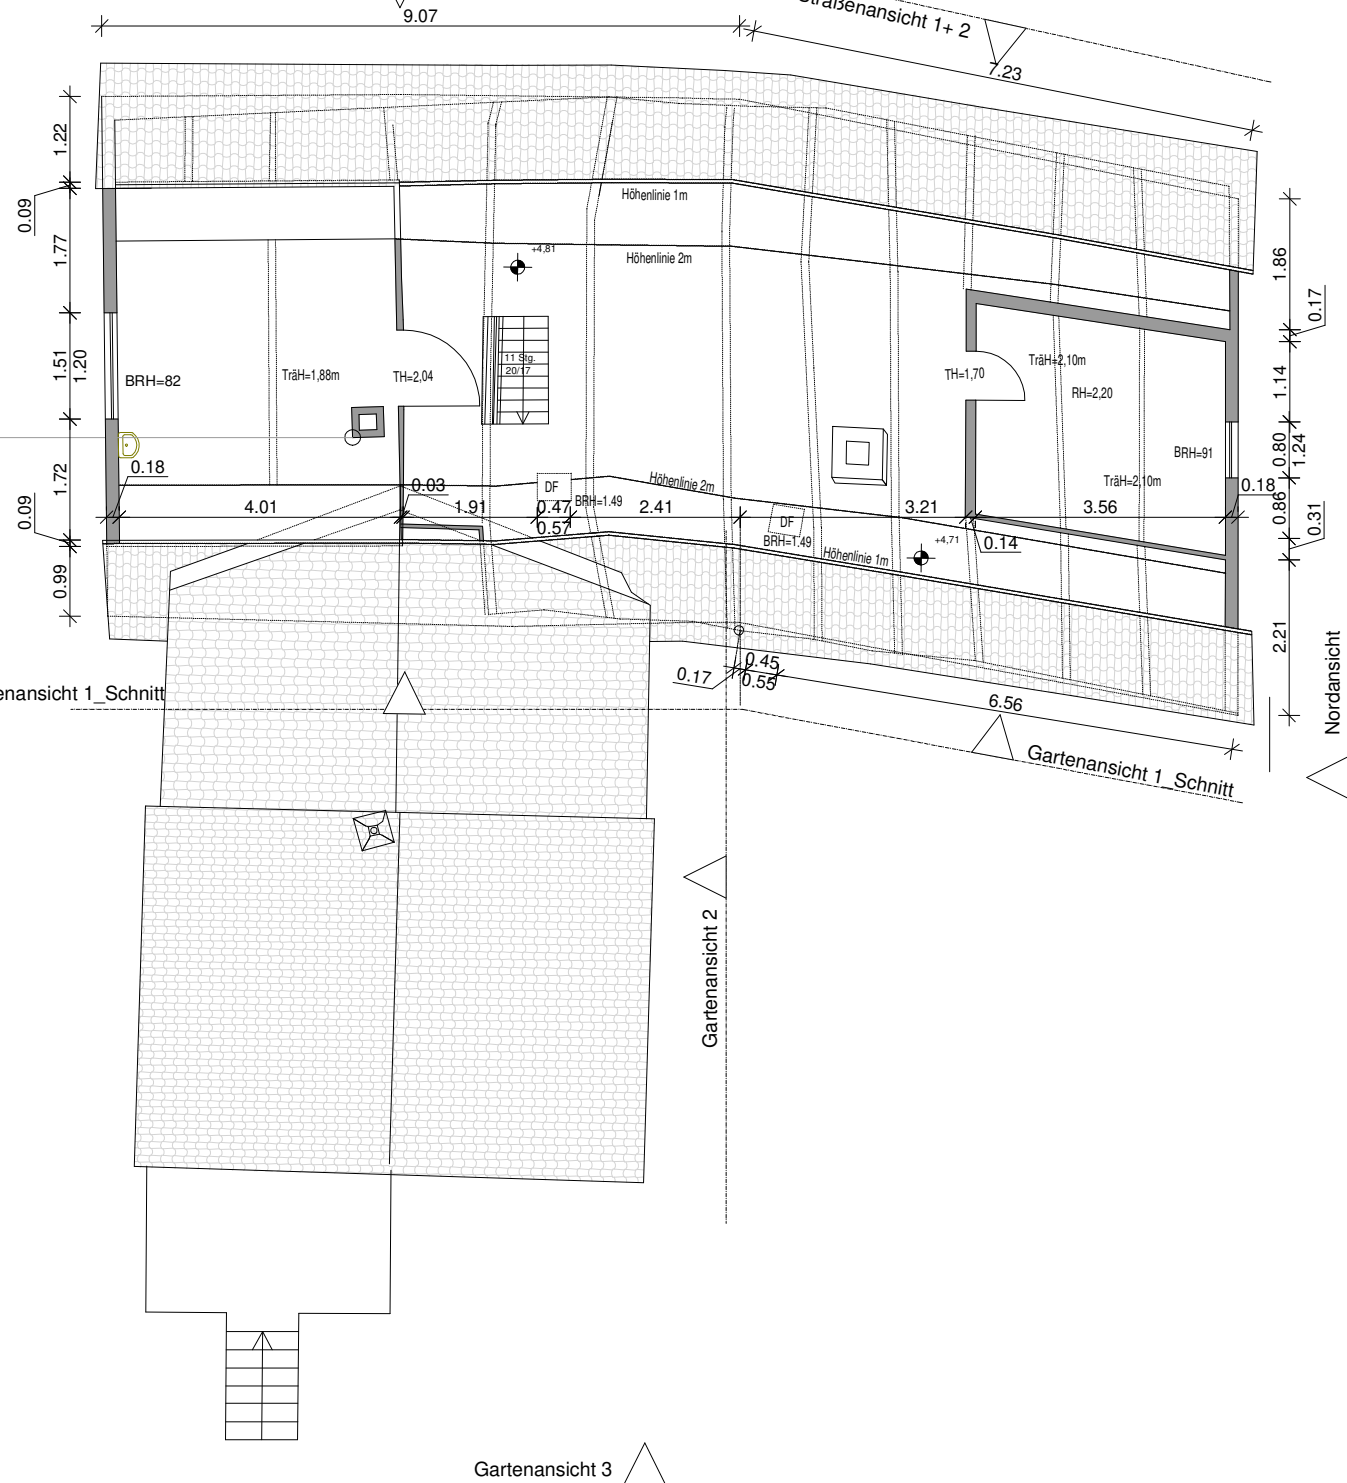 9.07
Straßenansicht 1+ 2
7.23
1.22
0.09
1.77
1.51
1.20
1.72
0.09
0.99
Höhenlinie 1m
+4,81
Höhenlinie 2m
1.86
0.17
1.14
0.80
1.24
0.86
0.31
2.21
BRH=82
TräH=1,88m
TH=2,04
11 Stg.
20/17
TH=1,70
TräH=2,10m
RH=2,20
BRH=91
TräH=2,10m
0.18
0.03
DF
BRH=1.49
Höhenlinie 2m
0.18
4.01
1.91
0.47
0.57
2.41
DF
BRH=1.49
3.21
3.56
0.14
+4,71
Höhenlinie 1m
0.45
0.55
0.17
6.56
enansicht 1_Schnitt
Gartenansicht 1_Schnitt
Nordansicht
Gartenansicht 2
Gartenansicht 3